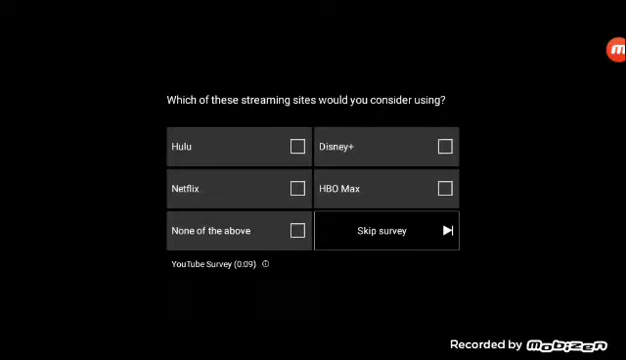 Which of these streaming sites would you consider using?
Hulu
Disney+
Netflix
HBO Max
None of the above
Skip survey
YouTube Survey (0:09)
Recorded by mobizen